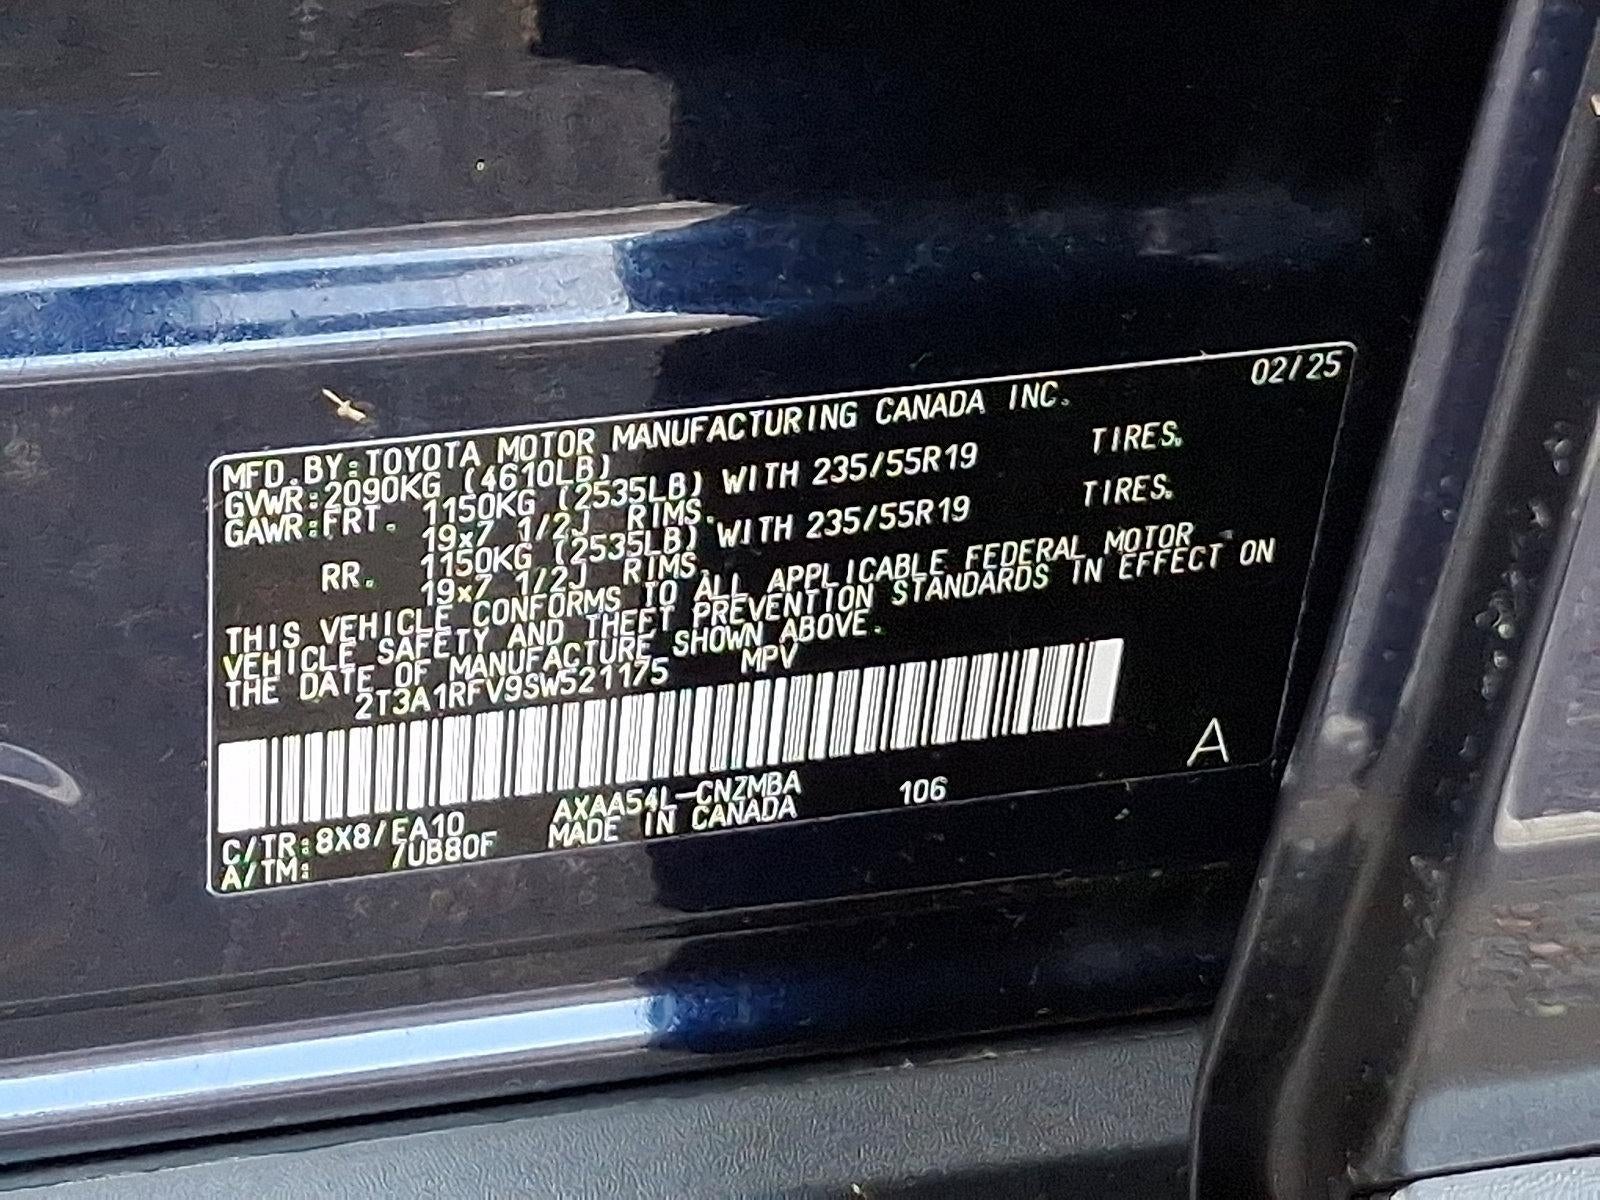 02/25
MFD.BY:TOYOTA MOTOR MANUFACTURING CANADA INC.
GVWR:2090KG (4610LB)
GAWR:FRT. 1150KG (2535LB) WITH 235/55R19 TIRES.
19x7 1/2J RIMS.
RR. 1150KG (2535LB) WITH 235/55R19 TIRES.
19x7 1/2J RIMS.
THIS VEHICLE CONFORMS TO ALL APPLICABLE FEDERAL MOTOR
VEHICLE SAFETY AND THEFT PREVENTION STANDARDS IN EFFECT ON
THE DATE OF MANUFACTURE SHOWN ABOVE.
2T3A1RFV9SW521175 MPV
A
C/TR:8X8/EA10 AXAA54L-CNZMBA 106
A/TM: /UB80F MADE IN CANADA